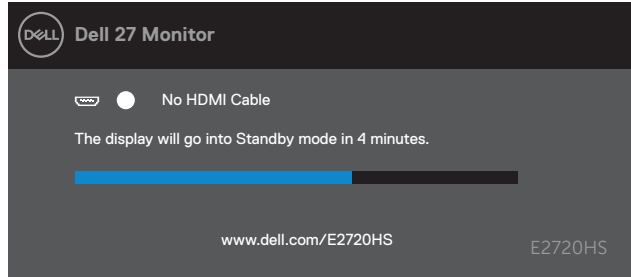 DELL
Dell 27 Monitor
No HDMI Cable
The display will go into Standby mode in 4 minutes.
www.dell.com/E2720HS
E2720HS